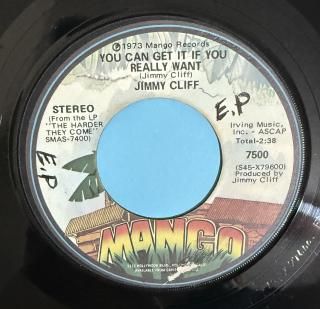 ℗1973 Mango Records
YOU CAN GET IT IF YOU
REALLY WANT
(Jimmy Cliff)
JIMMY CLIFF
STEREO
(From the LP
"THE HARDER
THEY COME"
SMAS-7400)
E.P
E.P
Irving Music,
Inc. - ASCAP
Total-2:38
7500
(S45-X79600)
Produced by
Jimmy Cliff
MANGO